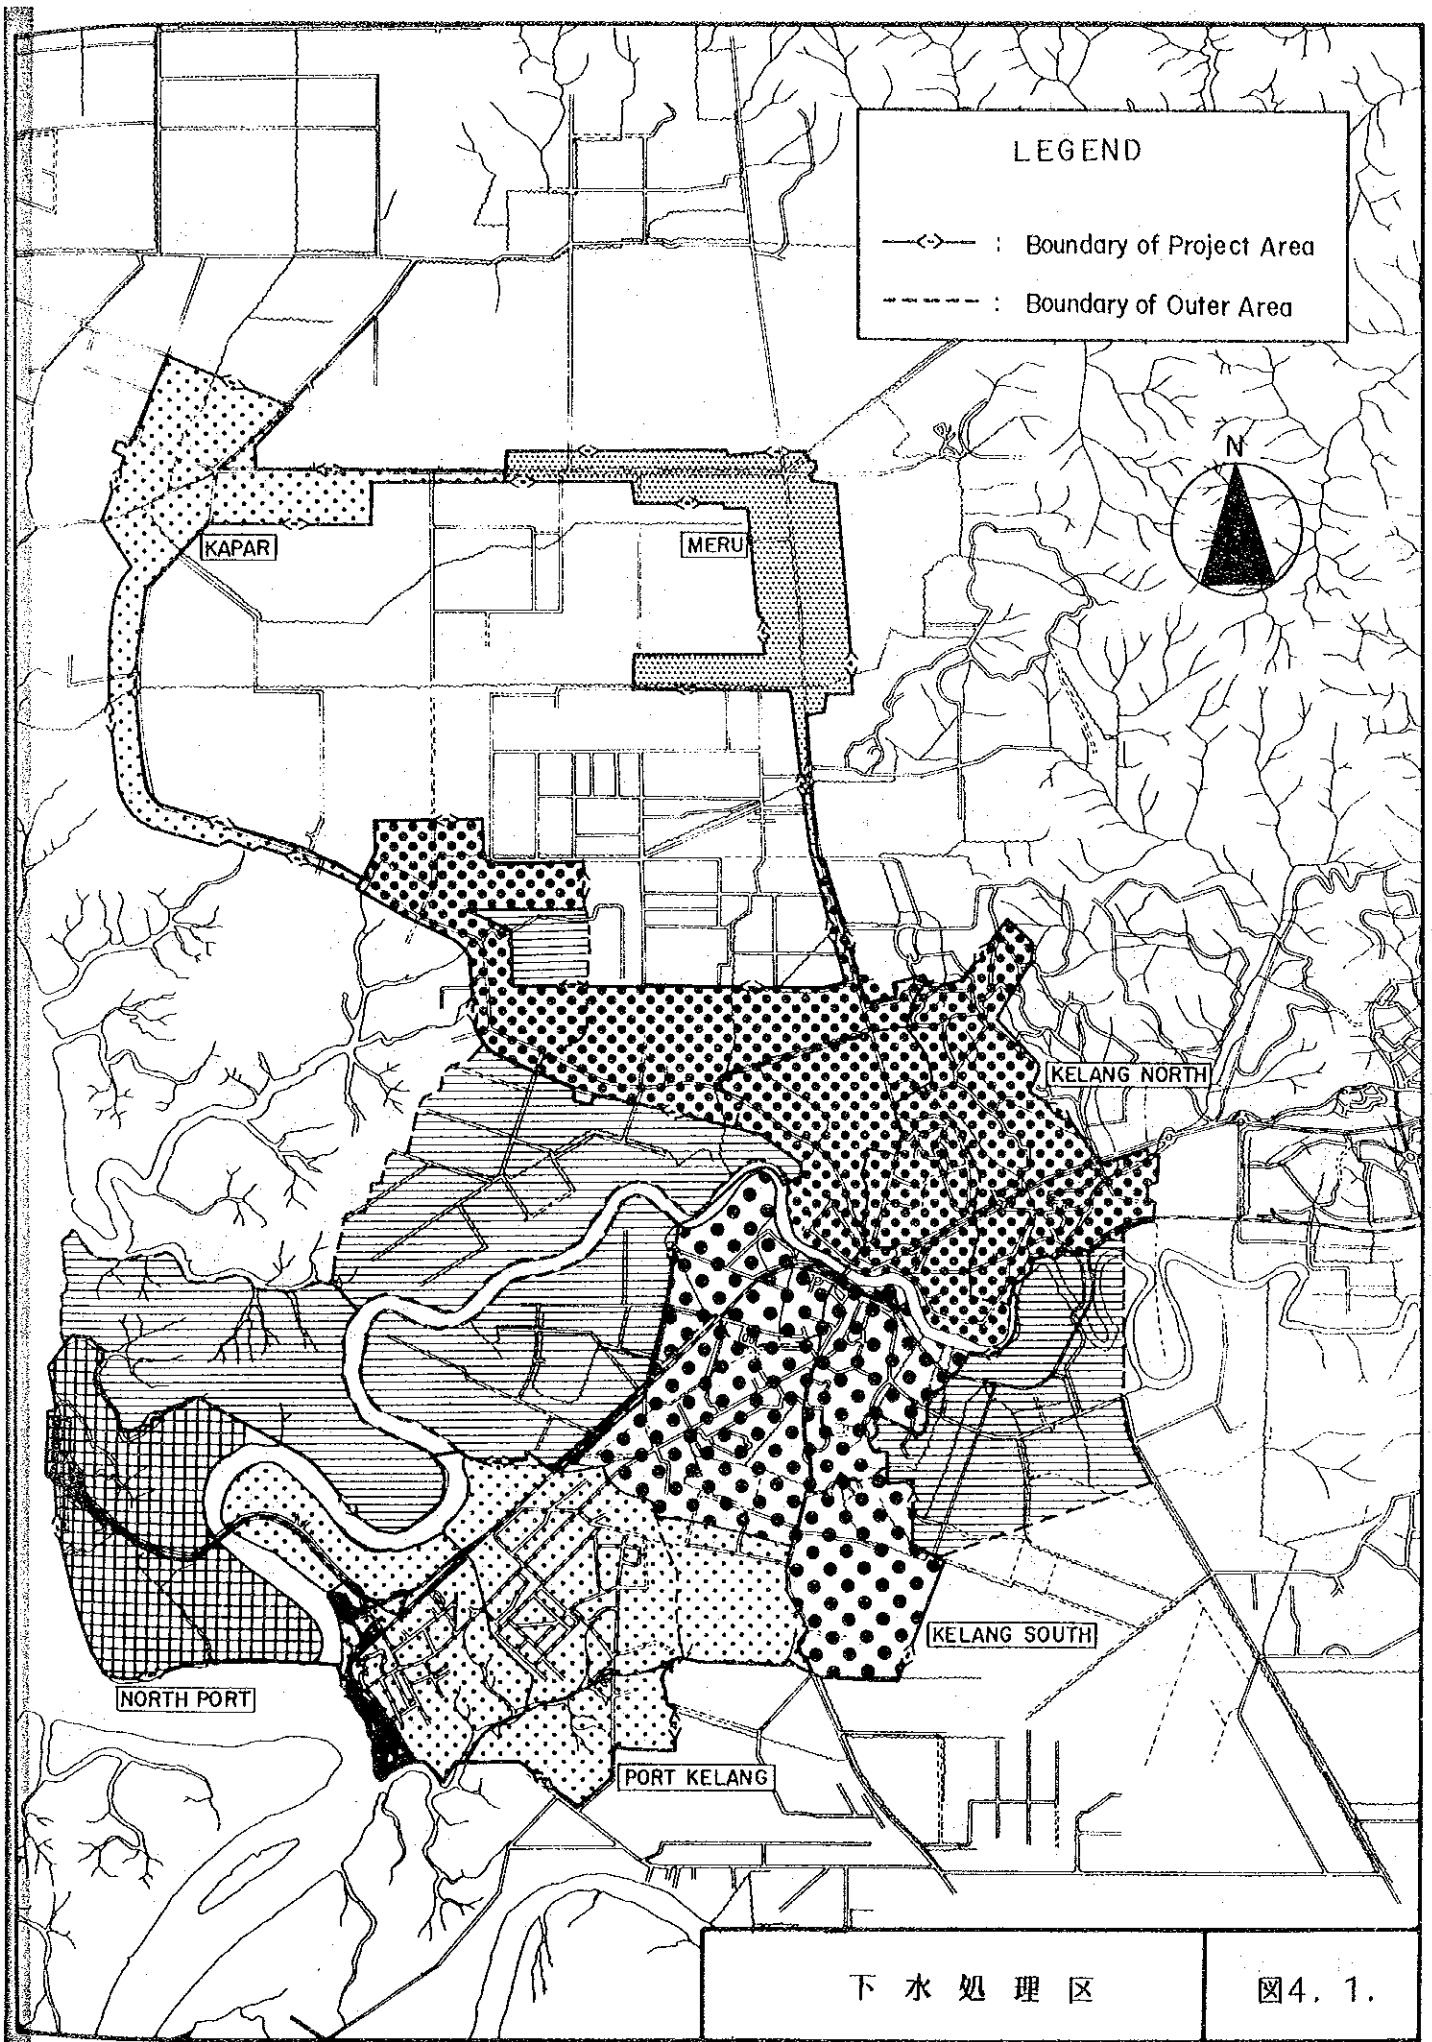 LEGEND
—<->— : Boundary of Project Area
------ : Boundary of Outer Area
N
KAPAR
MERU
KELANG NORTH
KELANG SOUTH
NORTH PORT
PORT KELANG
下水処理区
図4. 1.